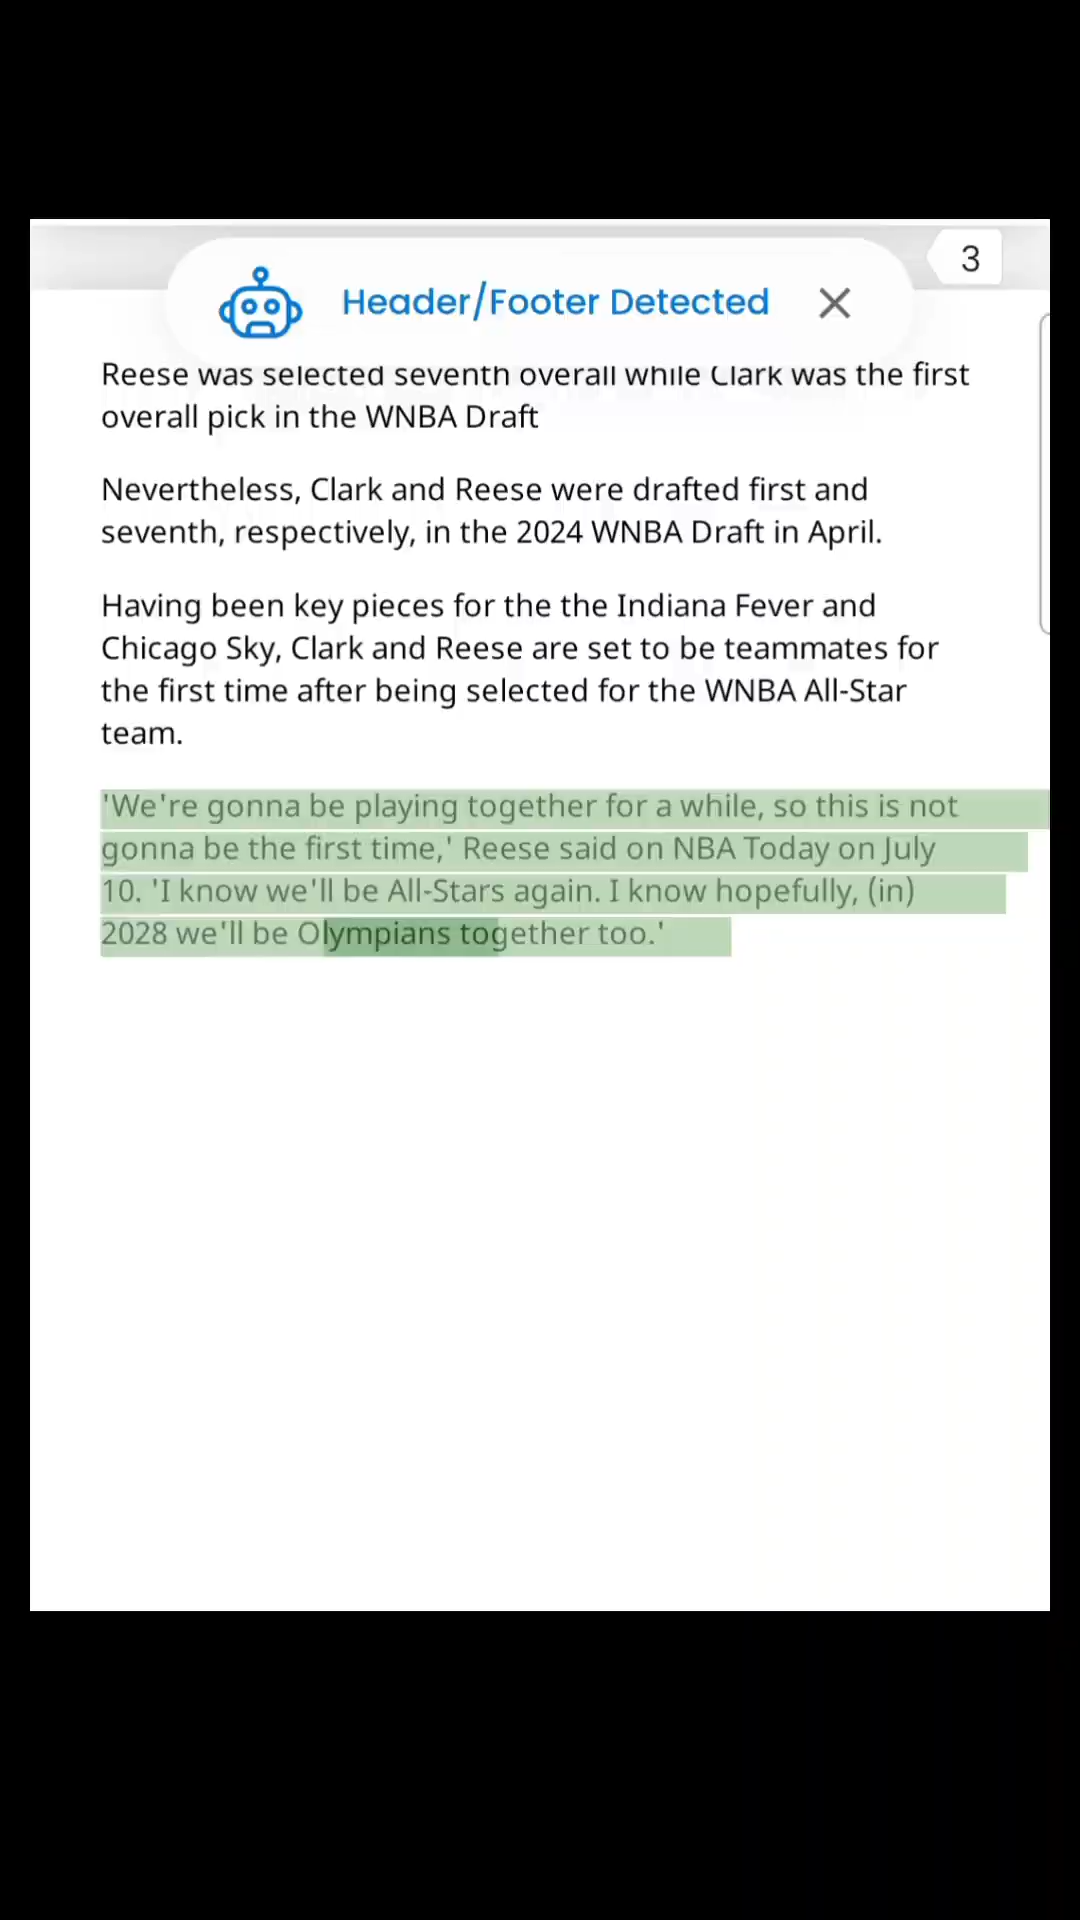 3
Header/Footer Detected
Reese was selected seventh overall while Clark was the first
overall pick in the WNBA Draft
Nevertheless, Clark and Reese were drafted first and
seventh, respectively, in the 2024 WNBA Draft in April.
Having been key pieces for the the Indiana Fever and
Chicago Sky, Clark and Reese are set to be teammates for
the first time after being selected for the WNBA All-Star
team.
'We're gonna be playing together for a while, so this is not
gonna be the first time,' Reese said on NBA Today on July
10. 'I know we'll be All-Stars again. I know hopefully, (in)
2028 we'll be Olympians together too.'